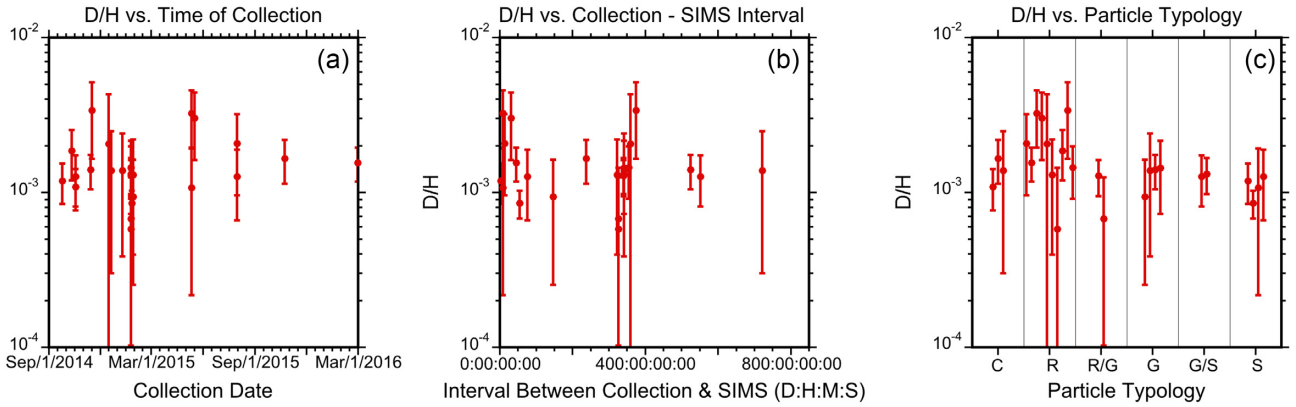 D/H vs. Time of Collection
10-2
(a)
10-3
10-4
Sep/1/2014
Mar/1/2015
Sep/1/2015
Mar/1/2016
Collection Date
D/H vs. Collection - SIMS Interval
10-2
(b)
D/H
10-3
10-4
0:00:00:00
400:00:00:00
800:00:00:00
Interval Between Collection & SIMS (D:H:M:S)
D/H vs. Particle Typology
10-2
(c)
D/H
10-3
10-4
C R R/G G G/S S
Particle Typology